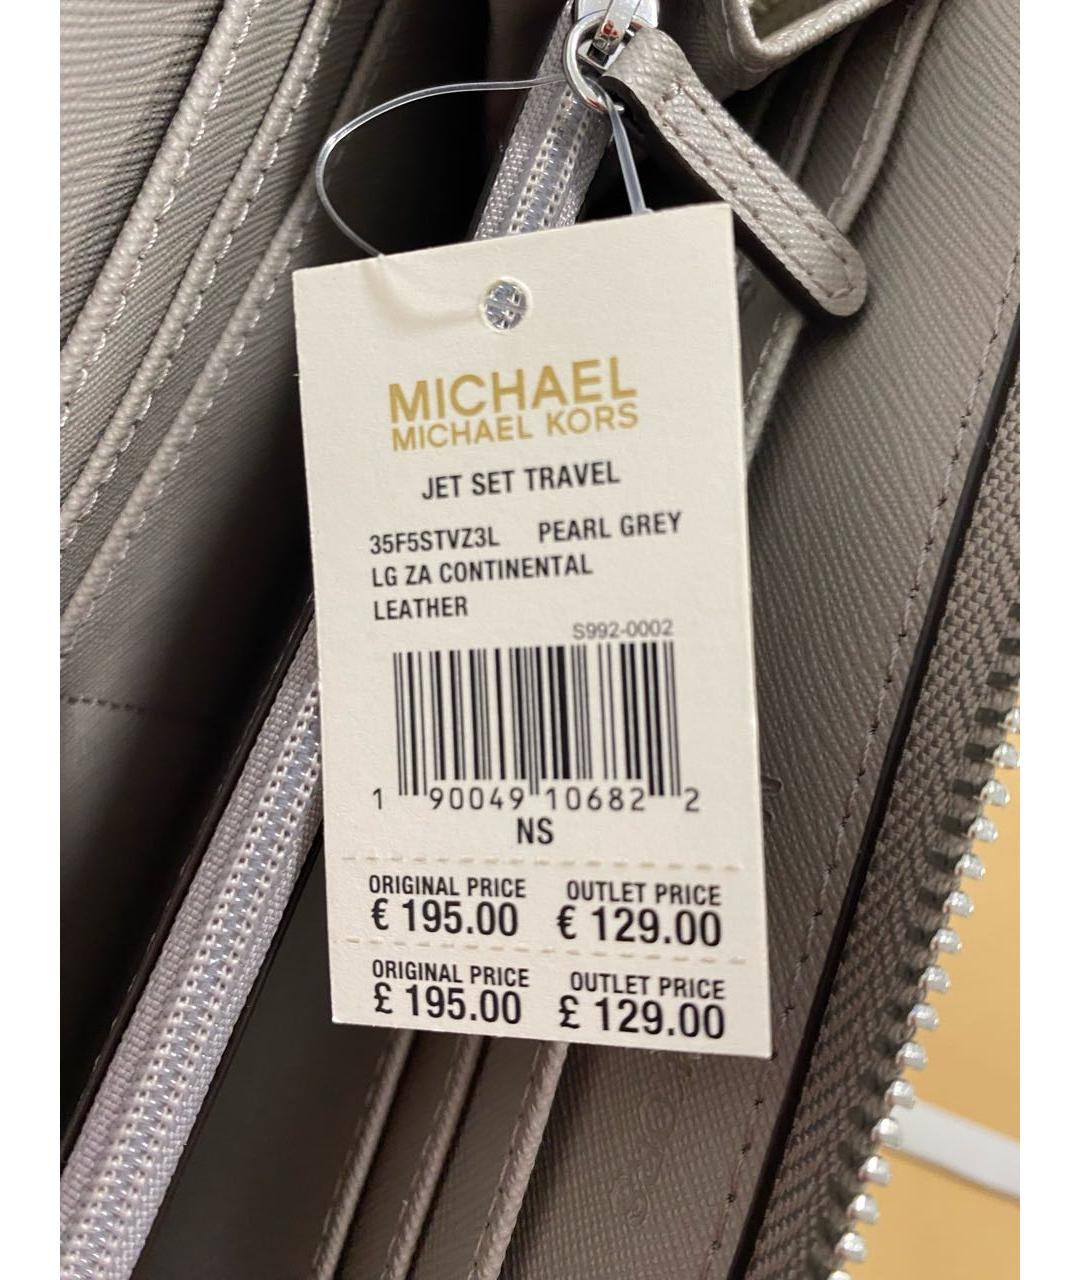 MICHAEL
MICHAEL KORS
JET SET TRAVEL
35F5STVZ3L PEARL GREY
LG ZA CONTINENTAL
LEATHER
S992-0002
1 90049 10682 2
NS
ORIGINAL PRICE OUTLET PRICE
€ 195.00 € 129.00
ORIGINAL PRICE OUTLET PRICE
£ 195.00 £ 129.00